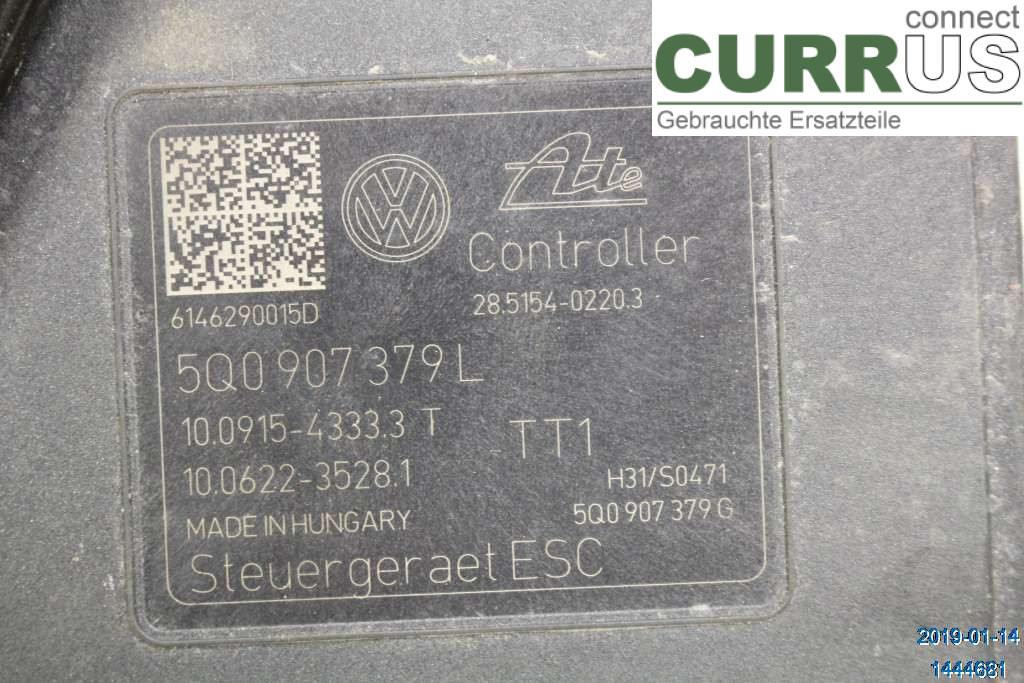 connect
CURRUS
Gebrauchte Ersatzteile
Ate
Controller
28.5154-0220.3
6146290015D
5Q0 907 379 L
10.0915-4333.3 T
TT1
10.0622-3528.1
H31/S0471
MADE IN HUNGARY
5Q0 907 379 G
Steuergeraet ESC
2019-01-14
1444681